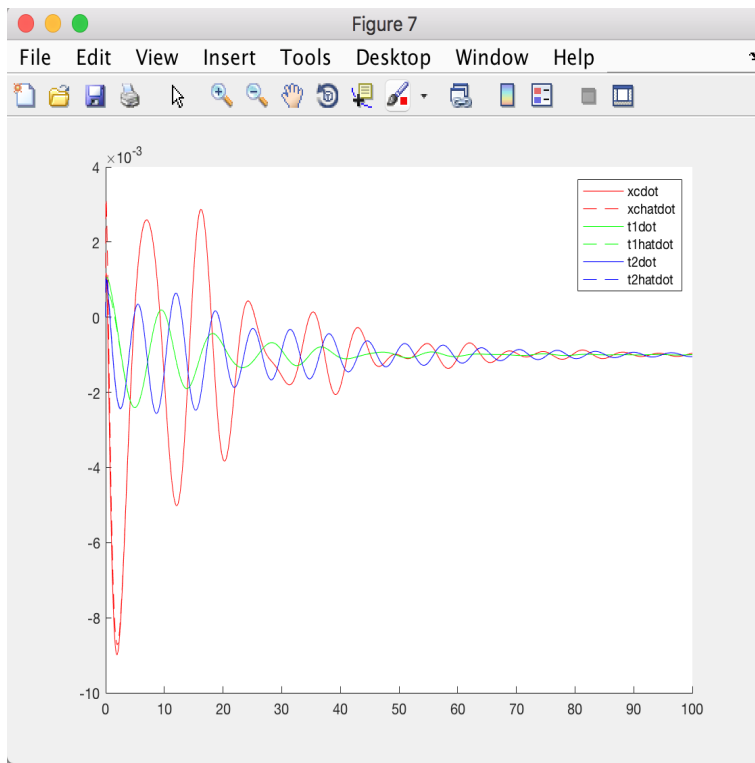 Figure 7
File Edit View Insert Tools Desktop Window Help
×10-3
4
2
0
-2
-4
-6
-8
-10
0 10 20 30 40 50 60 70 80 90 100
xcdot
xchatdot
t1dot
t1hatdot
t2dot
t2hatdot